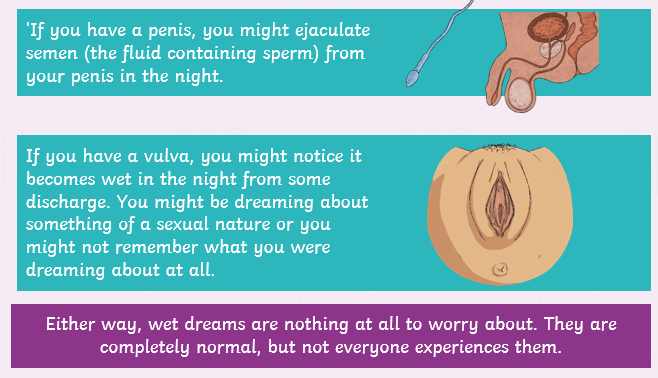 'If you have a penis, you might ejaculate
semen (the fluid containing sperm) from
your penis in the night.
If you have a vulva, you might notice it
becomes wet in the night from some
discharge. You might be dreaming about
something of a sexual nature or you
might not remember what you were
dreaming about at all.
Either way, wet dreams are nothing at all to worry about. They are
completely normal, but not everyone experiences them.